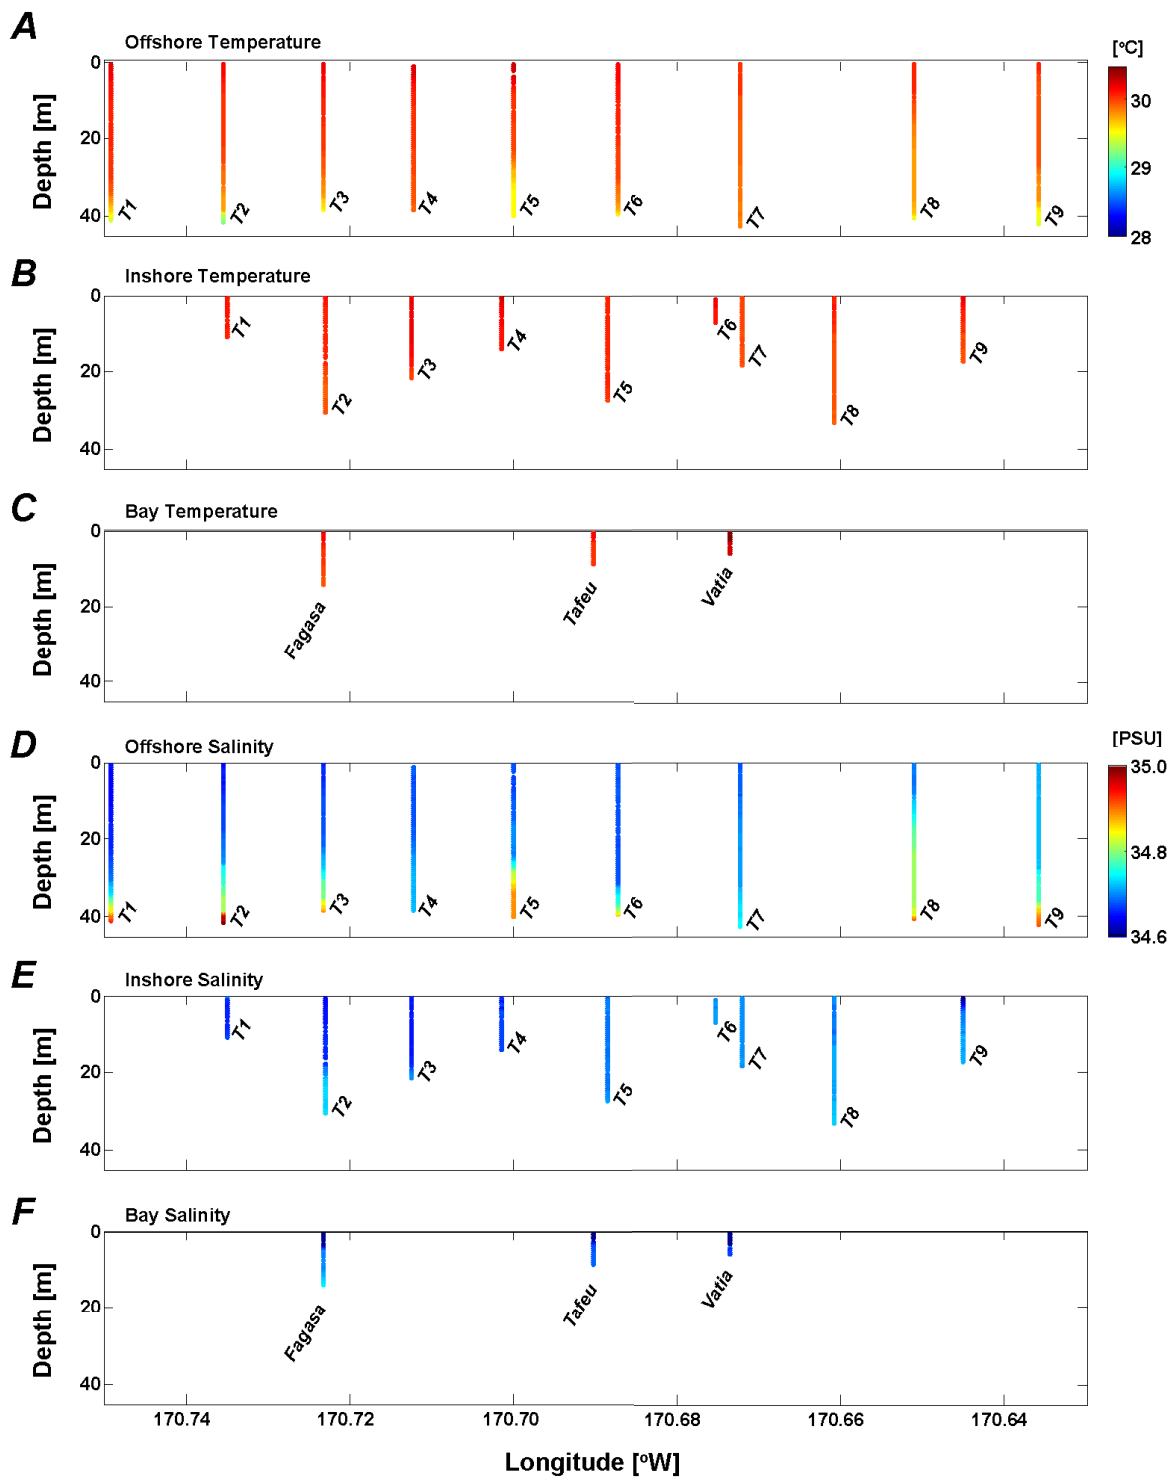 A
Offshore Temperature
[°C]
0
20
40
Depth [m]
T1
T2
T3
T4
T5
T6
T7
T8
T9
30
29
28
B
Inshore Temperature
0
20
40
Depth [m]
T1
T2
T3
T4
T5
T6
T7
T8
T9
C
Bay Temperature
0
20
40
Depth [m]
Fagasa
Tafeu
Vatia
D
Offshore Salinity
[PSU]
0
20
40
Depth [m]
T1
T2
T3
T4
T5
T6
T7
T8
T9
35.0
34.8
34.6
E
Inshore Salinity
0
20
40
Depth [m]
T1
T2
T3
T4
T5
T6
T7
T8
T9
F
Bay Salinity
0
20
40
Depth [m]
Fagasa
Tafeu
Vatia
170.74 170.72 170.70 170.68 170.66 170.64
Longitude [°W]